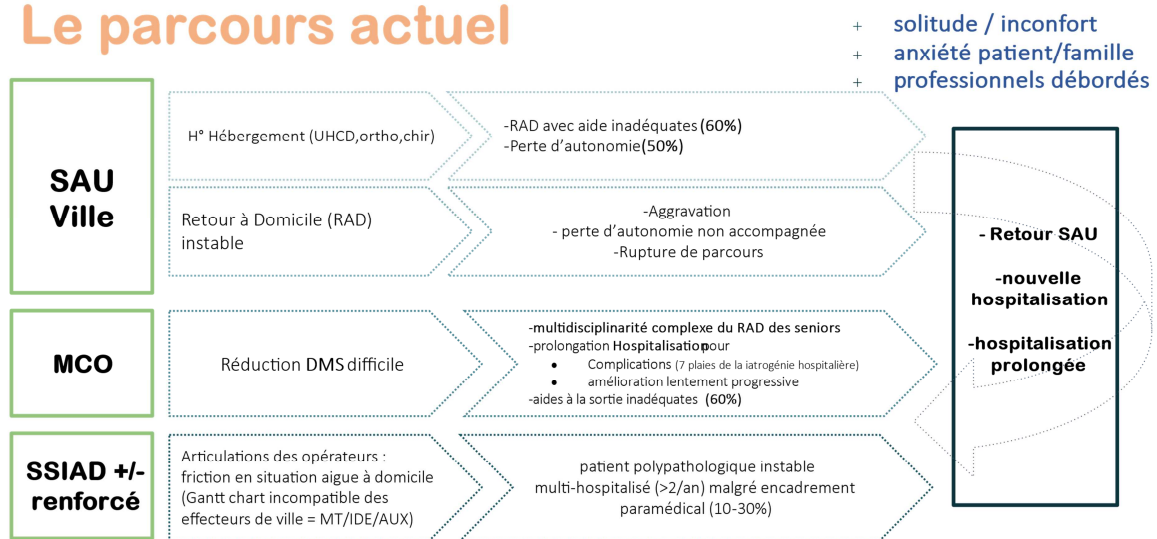 Le parcours actuel
+ solitude / inconfort
+ anxiété patient/famille
+ professionnels débordés
SAU
Ville
H° Hébergement (UHCD,ortho,chir)
-RAD avec aide inadéquates (60%)
-Perte d'autonomie (50%)
Retour à Domicile (RAD)
instable
-Aggravation
- perte d'autonomie non accompagnée
-Rupture de parcours
MCO
Réduction DMS difficile
-multidisciplinarité complexe du RAD des seniors
-prolongation Hospitalisation pour
• Complications (7 plaies de la iatrogénie hospitalière)
• amélioration lentement progressive
-aides à la sortie inadéquates (60%)
SSIAD +/-
renforcé
Articulations des opérateurs :
friction en situation aigue à domicile
(Gantt chart incompatible des
effecteurs de ville = MT/IDE/AUX)
patient polypathologique instable
multi-hospitalisé (>2/an) malgré encadrement
paramédical (10-30%)
- Retour SAU
-nouvelle
hospitalisation
-hospitalisation
prolongée